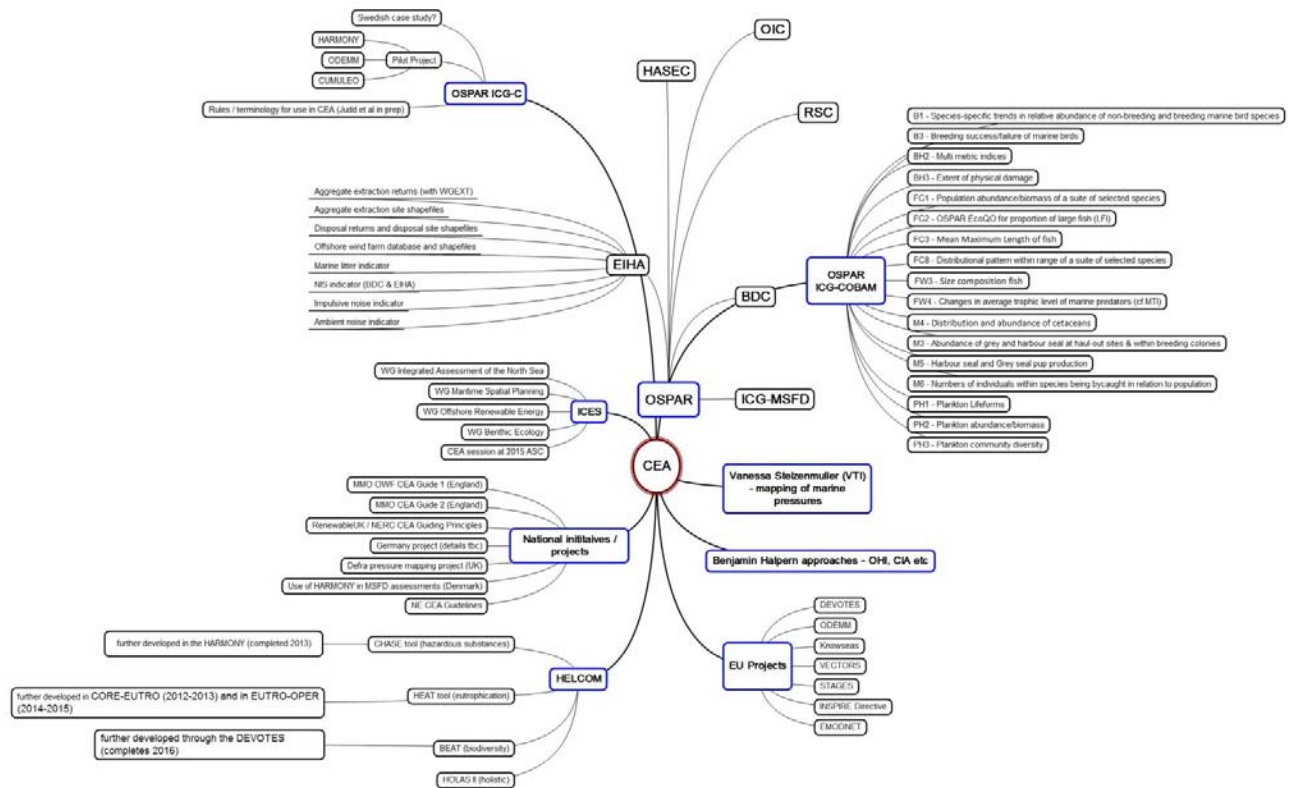 Swedish case study?
HARMONY
ODEMM
CUMULEO
Pilot Project
OSPAR ICG-C
Rules / terminology for use in CEA (Judd et al in prep)
Aggregate extraction returns (with WGEXT)
Aggregate extraction site shapefiles
Disposal returns and disposal site shapefiles
Offshore wind farm database and shapefiles
Marine litter indicator
NIS indicator (BDC & EIHA)
Impulsive noise indicator
Ambient noise indicator
EIHA
HASEC
OIC
RSC
BDC
OSPAR
ICG-MSFD
OSPAR
ICG-COBAM
B1 - Species-specific trends in relative abundance of non-breeding and breeding marine bird species
B3 - Breeding success/failure of marine birds
BH2 - Multi metric indices
BH3 - Extent of physical damage
FC1 - Population abundance/biomass of a suite of selected species
FC2 - OSPAR EcoQO for proportion of large fish (LFI)
FC3 - Mean Maximum Length of fish
FC8 - Distributional pattern within range of a suite of selected species
FW3 - Size composition fish
FW4 - Changes in average trophic level of marine predators (cf MTI)
M4 - Distribution and abundance of cetaceans
M3 - Abundance of grey and harbour seal at haul-out sites & within breeding colonies
M5 - Harbour seal and Grey seal pup production
M6 - Numbers of individuals within species being bycaught in relation to population
PH1 - Plankton Lifeforms
PH2 - Plankton abundance/biomass
PH3 - Plankton community diversity
WG Integrated Assessment of the North Sea
WG Maritime Spatial Planning
WG Offshore Renewable Energy
WG Benthic Ecology
CEA session at 2015 ASC
ICES
CEA
Vanessa Stelzenmuller (VTI)
- mapping of marine
pressures
Benjamin Halpern approaches - OHI, CIA etc
MMO OWF CEA Guide 1 (England)
MMO CEA Guide 2 (England)
RenewableUK / NERC CEA Guiding Principles
Germany project (details tbc)
Defra pressure mapping project (UK)
Use of HARMONY in MSFD assessments (Denmark)
NE CEA Guidelines
National inititaives /
projects
EU Projects
DEVOTES
ODEMM
Knowseas
VECTORS
STAGES
INSPIRE Directive
EMODNET
HELCOM
CHASE tool (hazardous substances)
further developed in the HARMONY (completed 2013)
HEAT tool (eutrophication)
further developed in CORE-EUTRO (2012-2013) and in EUTRO-OPER
(2014-2015)
BEAT (biodiversity)
further developed through the DEVOTES
(completes 2016)
HOLAS II (holistic)